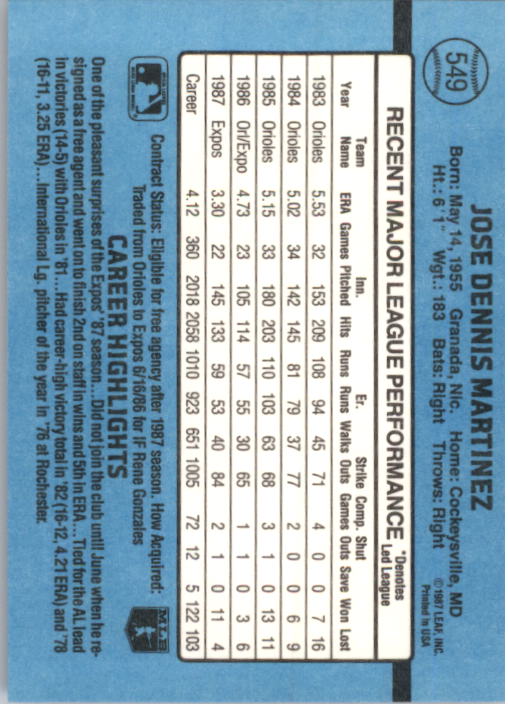 549
JOSE DENNIS MARTINEZ
Born: May 14, 1955 Granada, Nic. Home: Cockeysville, MD
Ht.: 6'1" Wgt.: 183 Bats: Right Throws: Right
© 1987 LEAF, INC.
Printed in USA
RECENT MAJOR LEAGUE PERFORMANCE *Denotes Led League
Team Inn. Er. Strike Comp. Shut
Year Name ERA Games Pitched Hits Runs Runs Walks Outs Games Outs Save Won Lost
1983 Orioles 5.53 32 153 209 108 94 45 71 4 0 0 7 16
1984 Orioles 5.02 34 142 145 81 79 37 77 2 0 0 6 9
1985 Orioles 5.15 33 180 203 110 103 63 68 3 1 0 13 11
1986 Ori/Expo 4.73 23 105 114 57 55 30 65 1 1 0 3 6
1987 Expos 3.30 22 145 133 59 53 40 84 2 1 0 11 4
Career 4.12 360 2018 2058 1010 923 651 1005 72 12 5 122 103
Contract Status: Eligible for free agency after 1987 season. How Acquired:
Traded from Orioles to Expos 6/16/86 for IF Rene Gonzales
MLB
CAREER HIGHLIGHTS
One of the pleasant surprises of the Expos' '87 season....Did not join the club until June when he re-
signed as a free agent and went on to finish 2nd on staff in wins and 5th in ERA....Tied for the AL lead
in victories (14-5) with Orioles in '81....Had career-high victory total in '82 (16-12, 4.21 ERA) and '78
(16-11, 3.25 ERA)....International Lg. pitcher of the year in '76 at Rochester.